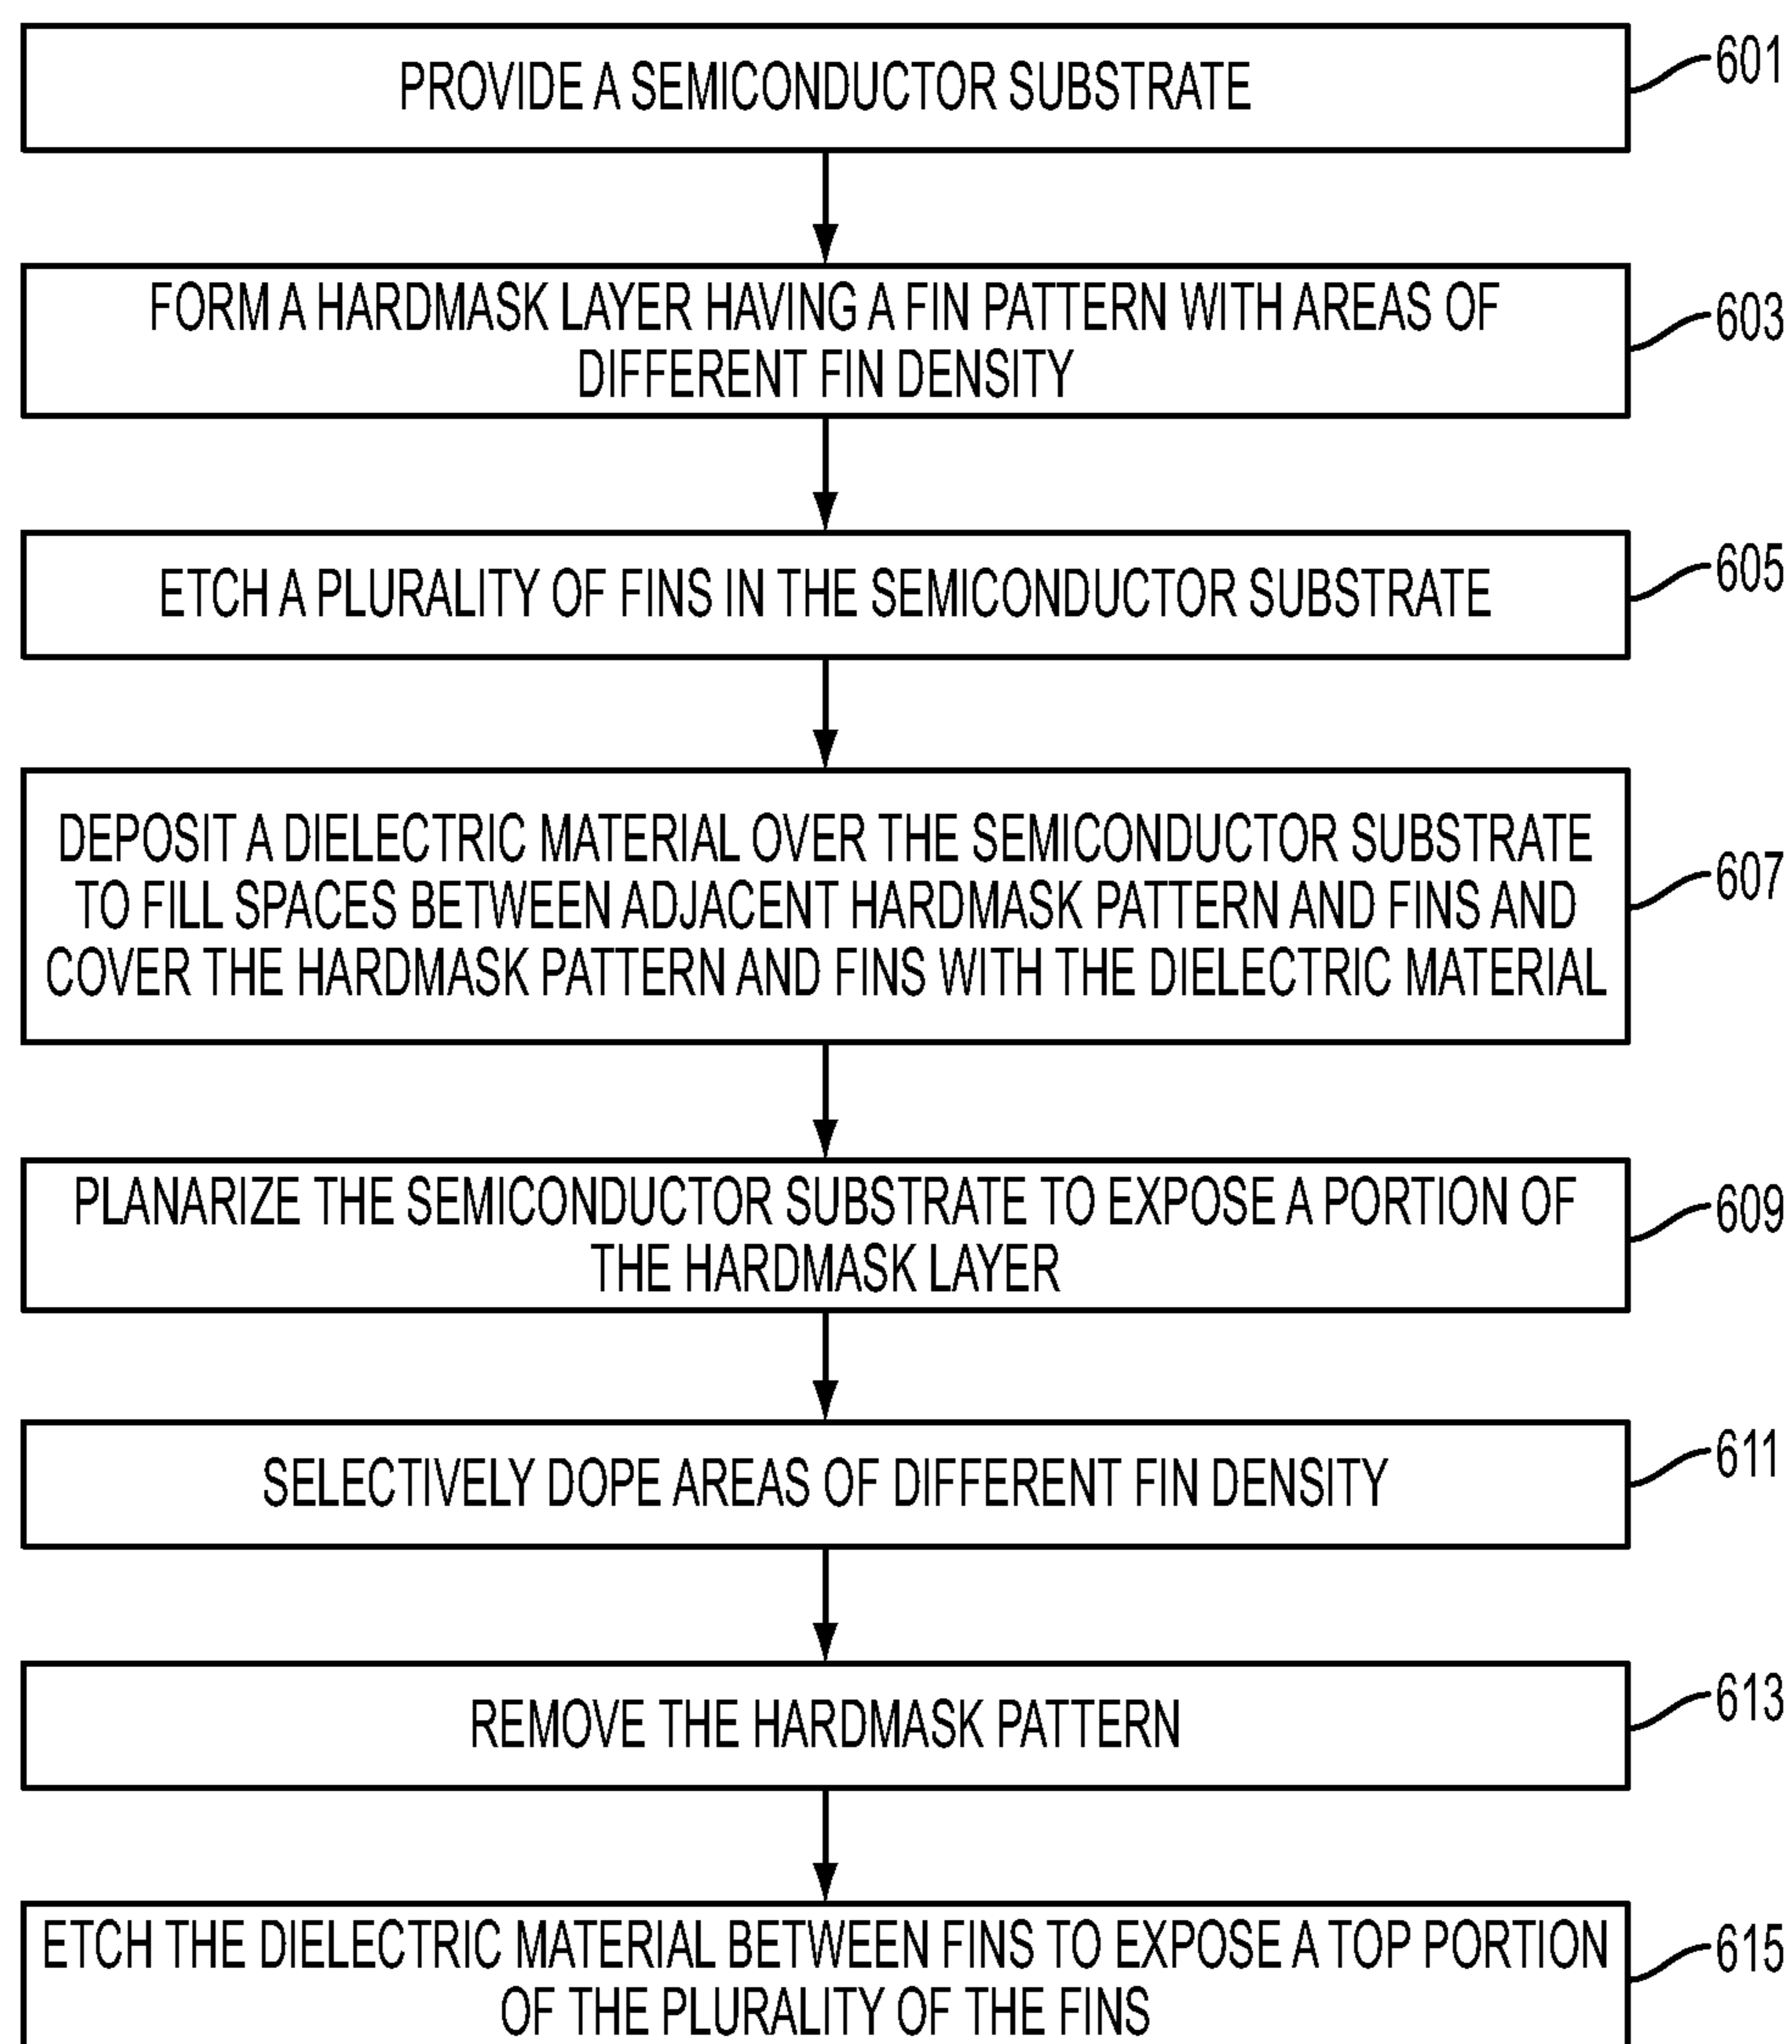 PROVIDE A SEMICONDUCTOR SUBSTRATE
601
FORM A HARDMASK LAYER HAVING A FIN PATTERN WITH AREAS OF
DIFFERENT FIN DENSITY
603
ETCH A PLURALITY OF FINS IN THE SEMICONDUCTOR SUBSTRATE
605
DEPOSIT A DIELECTRIC MATERIAL OVER THE SEMICONDUCTOR SUBSTRATE
TO FILL SPACES BETWEEN ADJACENT HARDMASK PATTERN AND FINS AND
COVER THE HARDMASK PATTERN AND FINS WITH THE DIELECTRIC MATERIAL
607
PLANARIZE THE SEMICONDUCTOR SUBSTRATE TO EXPOSE A PORTION OF
THE HARDMASK LAYER
609
SELECTIVELY DOPE AREAS OF DIFFERENT FIN DENSITY
611
REMOVE THE HARDMASK PATTERN
613
ETCH THE DIELECTRIC MATERIAL BETWEEN FINS TO EXPOSE A TOP PORTION
OF THE PLURALITY OF THE FINS
615